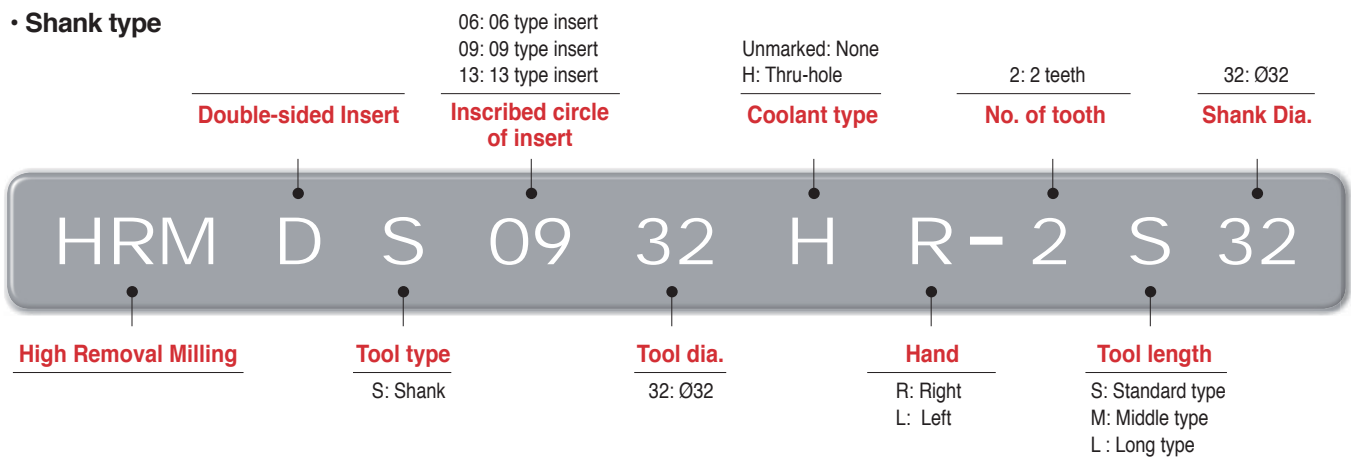 • Shank type
06: 06 type insert
09: 09 type insert
13: 13 type insert
Unmarked: None
H: Thru-hole
2: 2 teeth
32: Ø32
Double-sided Insert
Inscribed circle
of insert
Coolant type
No. of tooth
Shank Dia.
HRM D S 09 32 H R-2 S 32
High Removal Milling
Tool type
S: Shank
Tool dia.
32: Ø32
Hand
R: Right
L: Left
Tool length
S: Standard type
M: Middle type
L : Long type